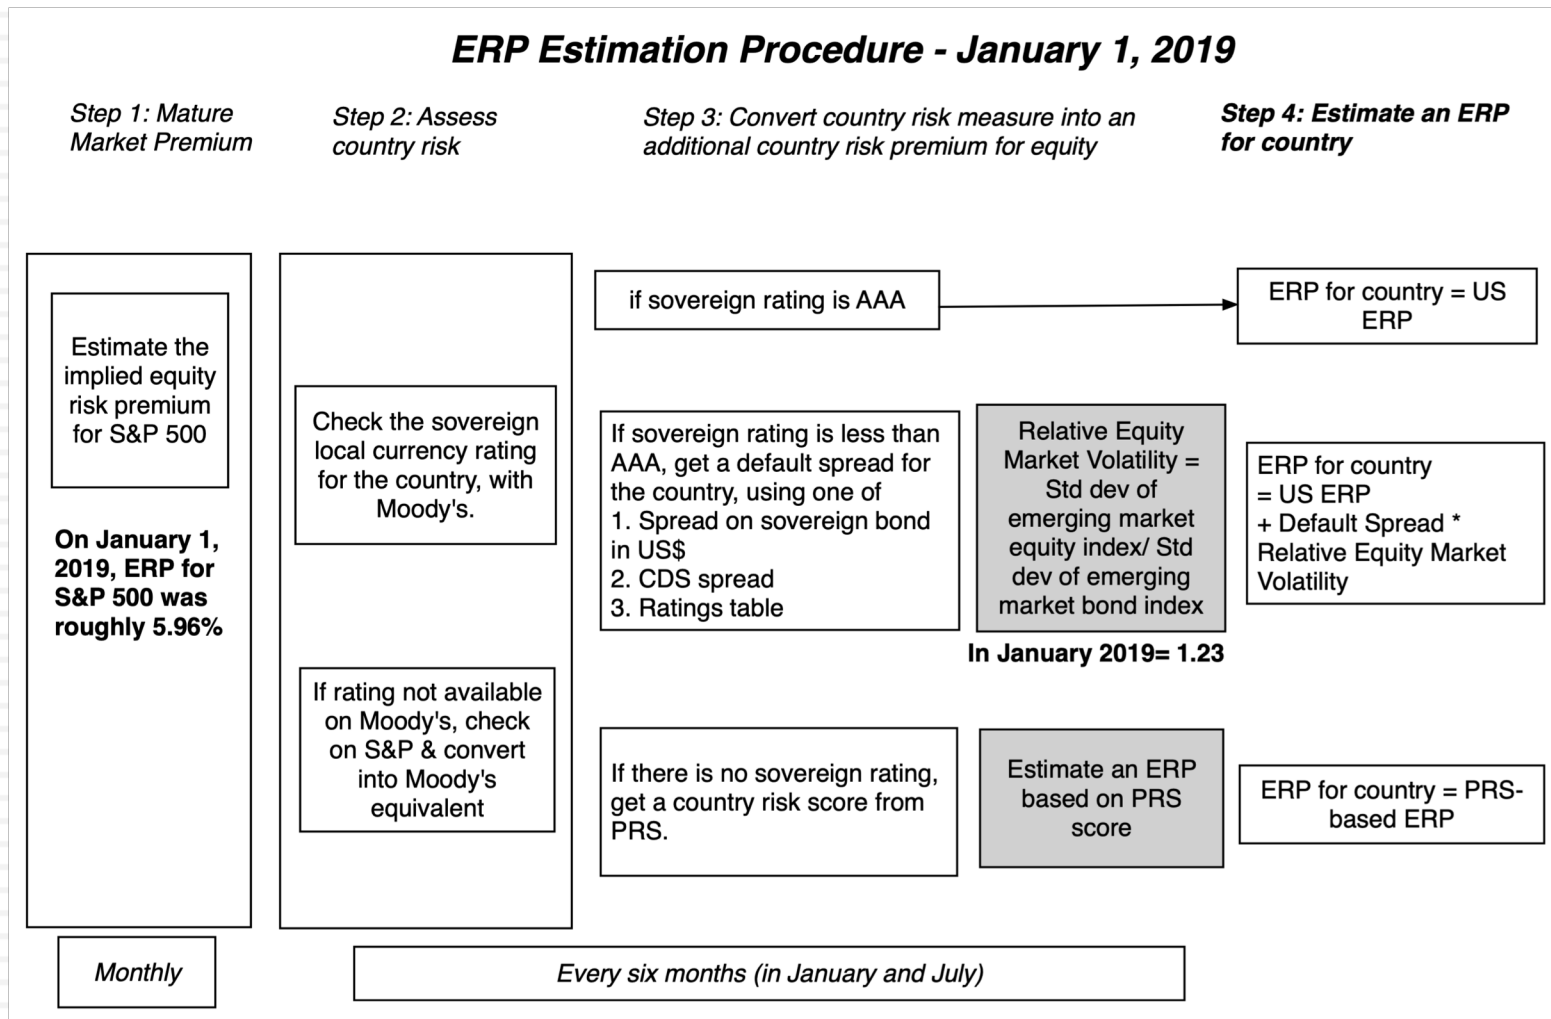 ERP Estimation Procedure - January 1, 2019
Step 1: Mature
Market Premium
Step 2: Assess
country risk
Step 3: Convert country risk measure into an
additional country risk premium for equity
Step 4: Estimate an ERP
for country
Estimate the
implied equity
risk premium
for S&P 500
On January 1,
2019, ERP for
S&P 500 was
roughly 5.96%
Monthly
Check the sovereign
local currency rating
for the country, with
Moody's.
If rating not available
on Moody's, check
on S&P & convert
into Moody's
equivalent
if sovereign rating is AAA
ERP for country = US
ERP
If sovereign rating is less than
AAA, get a default spread for
the country, using one of
1. Spread on sovereign bond
in US$
2. CDS spread
3. Ratings table
Relative Equity
Market Volatility =
Std dev of
emerging market
equity index/ Std
dev of emerging
market bond index
In January 2019= 1.23
ERP for country
= US ERP
+ Default Spread *
Relative Equity Market
Volatility
If there is no sovereign rating,
get a country risk score from
PRS.
Estimate an ERP
based on PRS
score
ERP for country = PRS-
based ERP
Every six months (in January and July)